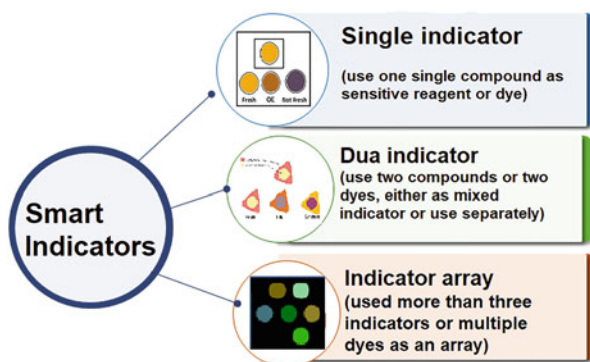 Single indicator
(use one single compound as
sensitive reagent or dye)
Fresh OK Not fresh
Dua indicator
(use two compounds or two
dyes, either as mixed
indicator or use separately)
Smart
Indicators
Indicator array
(used more than three
indicators or multiple
dyes as an array)